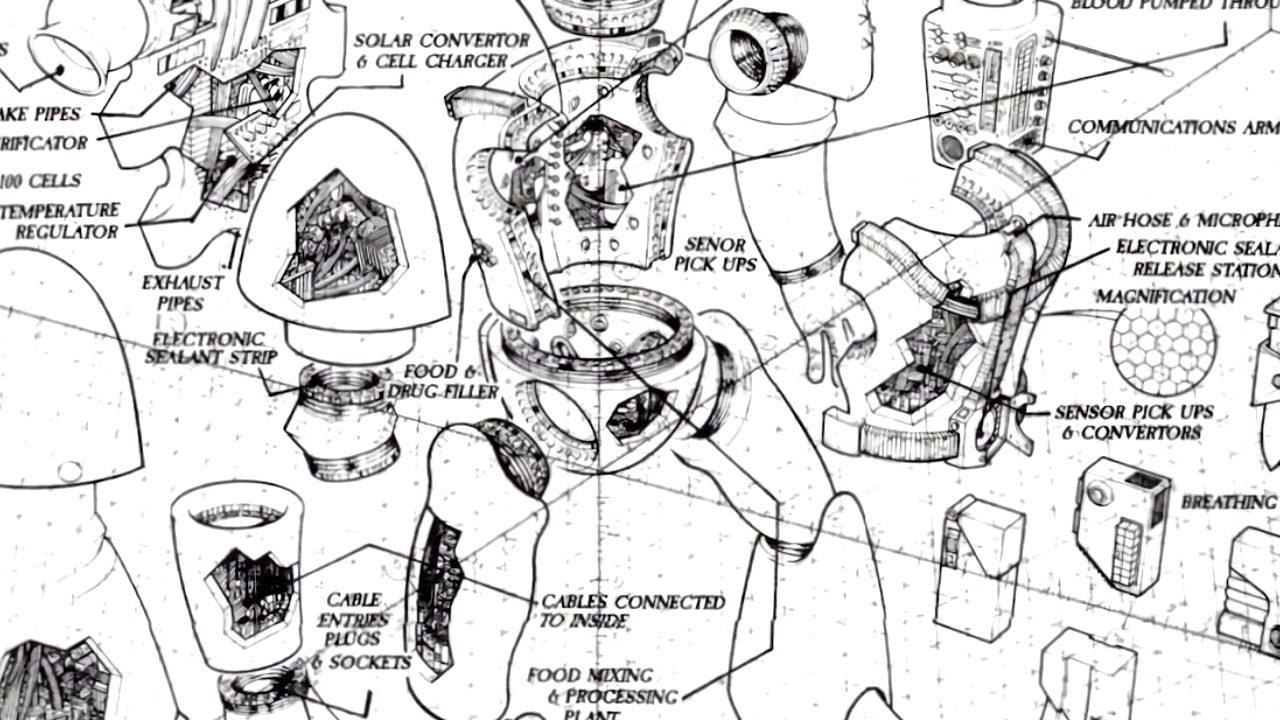 BLOOD PUMPED THROU
SOLAR CONVERTOR
& CELL CHARGER
AKE PIPES
RIFICATOR
100 CELLS
TEMPERATURE
REGULATOR
COMMUNICATIONS ARM
AIR HOSE & MICROPH
ELECTRONIC SEAL
RELEASE STATION
MAGNIFICATION
SENOR
PICK UPS
EXHAUST
PIPES
ELECTRONIC
SEALANT STRIP
FOOD &
DRUG FILLER
SENSOR PICK UPS
& CONVERTORS
BREATHING
CABLE
ENTRIES
PLUGS
& SOCKETS
CABLES CONNECTED
TO INSIDE
FOOD MIXING
& PROCESSING
PLANT